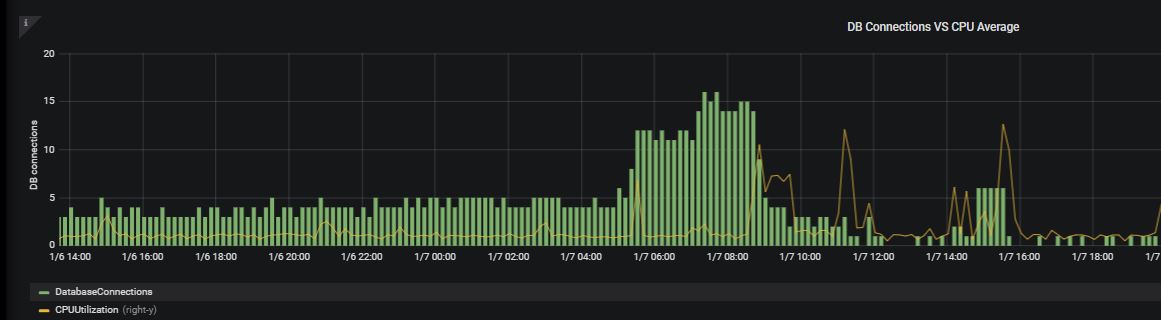 i
DB Connections VS CPU Average
20
15
10
5
0
DB connections
1/6 14:00 1/6 16:00 1/6 18:00 1/6 20:00 1/6 22:00 1/7 00:00 1/7 02:00 1/7 04:00 1/7 06:00 1/7 08:00 1/7 10:00 1/7 12:00 1/7 14:00 1/7 16:00 1/7 18:00 1/7
DatabaseConnections
CPUUtilization (right-y)